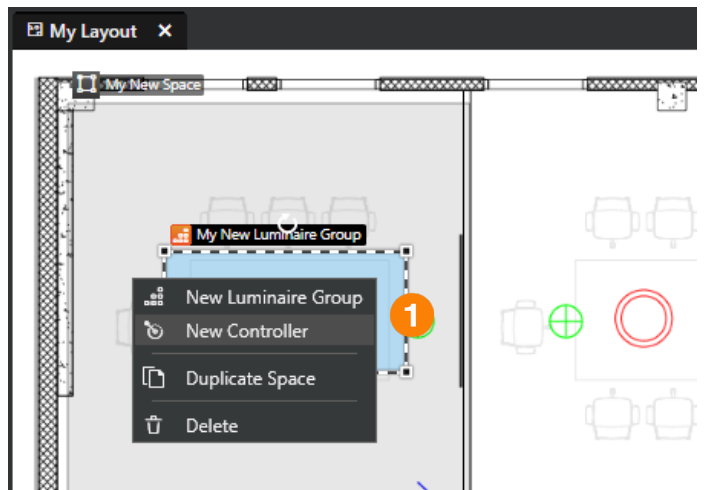 My Layout
My New Space
My New Luminaire Group
New Luminaire Group
1
New Controller
Duplicate Space
Delete